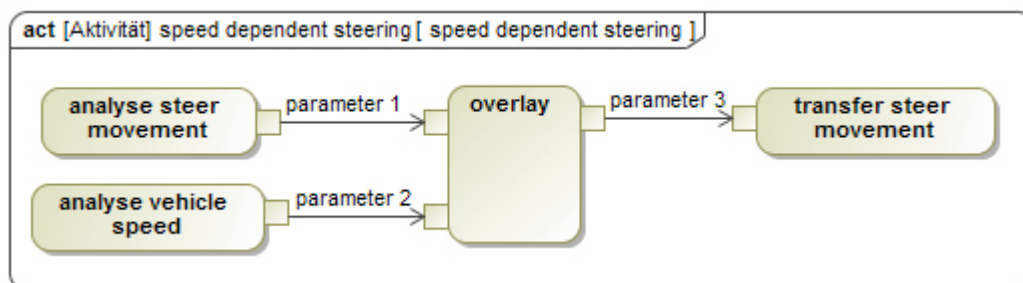 act [Aktivität] speed dependent steering [ speed dependent steering ]
analyse steer
movement
parameter 1
overlay
parameter 3
transfer steer
movement
analyse vehicle
speed
parameter 2